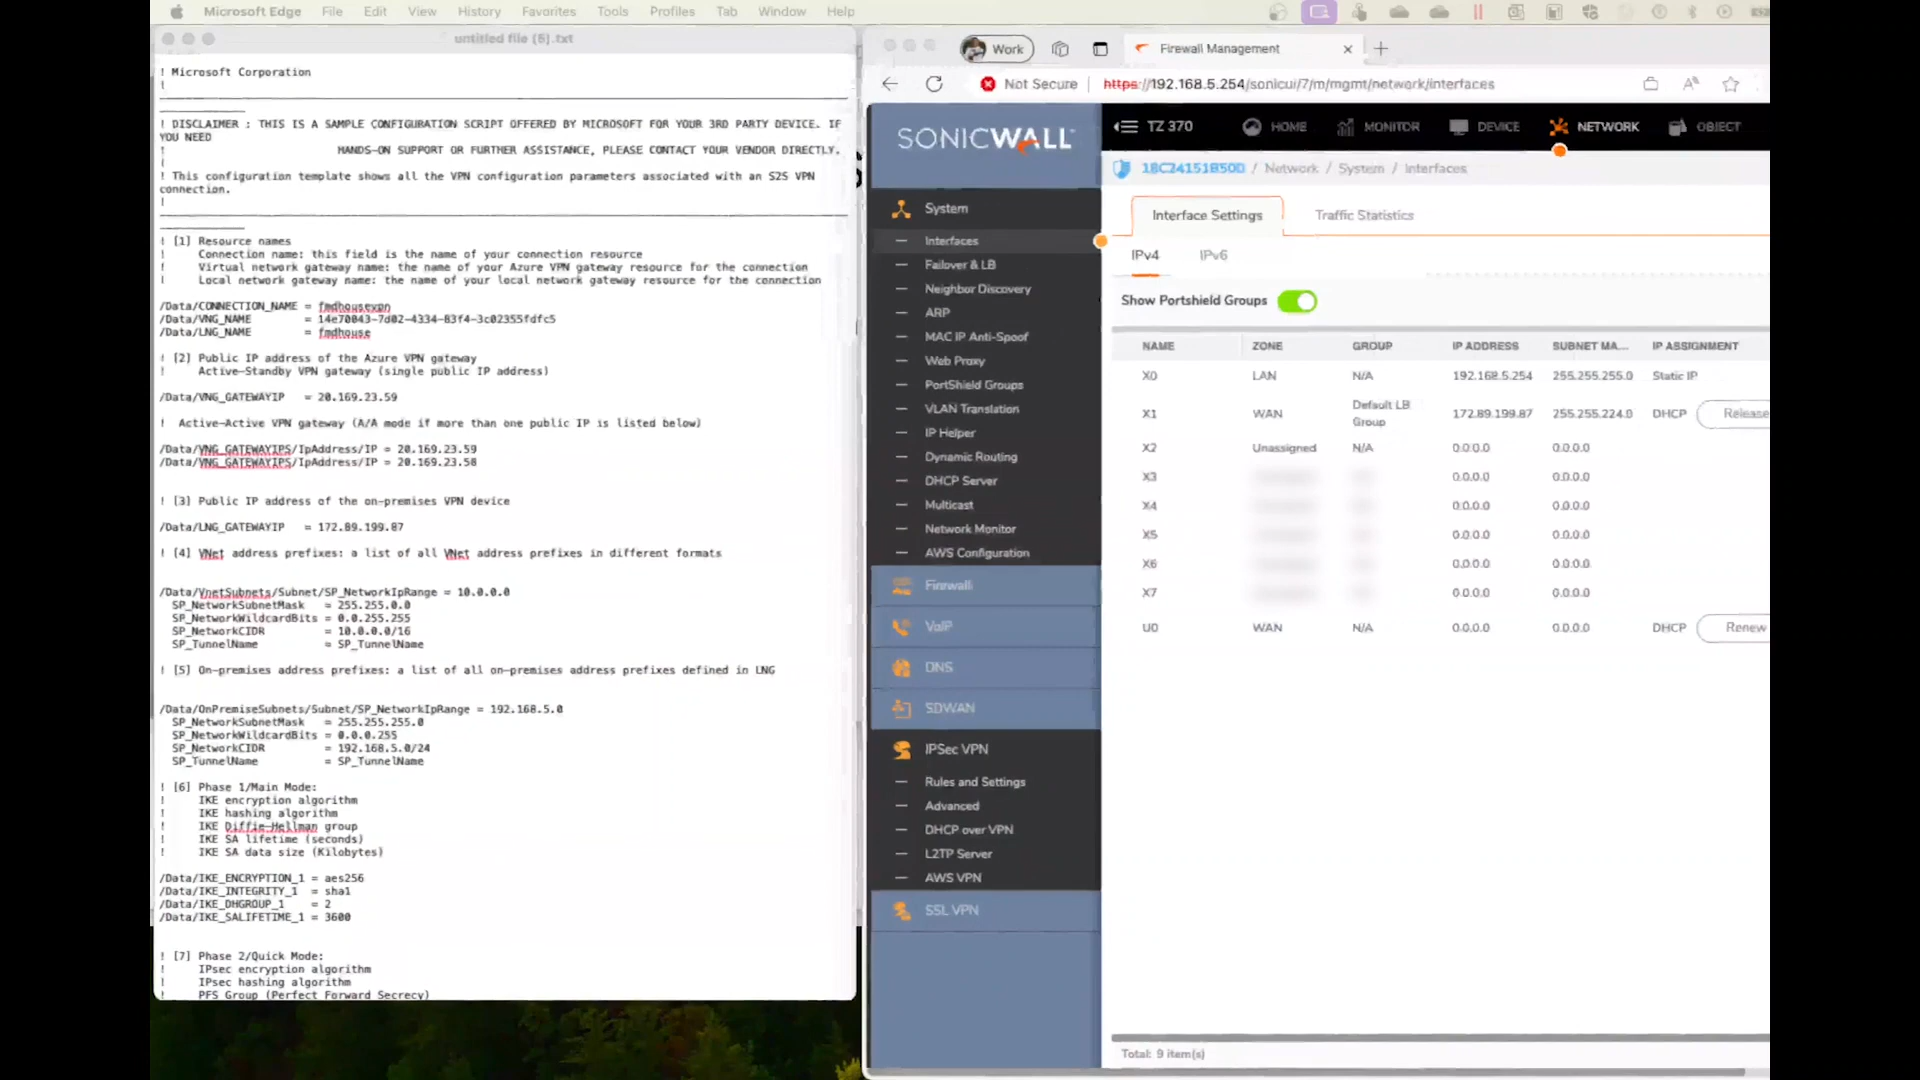 Microsoft Edge File Edit View History Favorites Tools Profiles Tab Window Help
untitled file (6).txt
! Microsoft Corporation
!
! DISCLAIMER : THIS IS A SAMPLE CONFIGURATION SCRIPT OFFERED BY MICROSOFT FOR YOUR 3RD PARTY DEVICE. IF
YOU NEED
! HANDS-ON SUPPORT OR FURTHER ASSISTANCE, PLEASE CONTACT YOUR VENDOR DIRECTLY.
!
! This configuration template shows all the VPN configuration parameters associated with an S2S VPN
connection.
!
! [1] Resource names
! Connection name: this field is the name of your connection resource
! Virtual network gateway name: the name of your Azure VPN gateway resource for the connection
! Local network gateway name: the name of your local network gateway resource for the connection
/Data/CONNECTION_NAME = fmdhousevpn
/Data/VNG_NAME = 14e70043-7d02-4334-83f4-3c02355fdfc5
/Data/LNG_NAME = fmdhouse
! [2] Public IP address of the Azure VPN gateway
! Active-Standby VPN gateway (single public IP address)
/Data/VNG_GATEWAYIP = 20.169.23.59
! Active-Active VPN gateway (A/A mode if more than one public IP is listed below)
/Data/VNG_GATEWAYIPS/IpAddress/IP = 20.169.23.59
/Data/VNG_GATEWAYIPS/IpAddress/IP = 20.169.23.58
! [3] Public IP address of the on-premises VPN device
/Data/LNG_GATEWAYIP = 172.89.199.87
! [4] VNet address prefixes: a list of all VNet address prefixes in different formats
/Data/VnetSubnets/Subnet/SP_NetworkIpRange = 10.0.0.0
SP_NetworkSubnetMask = 255.255.0.0
SP_NetworkWildcardBits = 0.0.255.255
SP_NetworkCIDR = 10.0.0.0/16
SP_TunnelName = SP_TunnelName
! [5] On-premises address prefixes: a list of all on-premises address prefixes defined in LNG
/Data/OnPremiseSubnets/Subnet/SP_NetworkIpRange = 192.168.5.0
SP_NetworkSubnetMask = 255.255.255.0
SP_NetworkWildcardBits = 0.0.0.255
SP_NetworkCIDR = 192.168.5.0/24
SP_TunnelName = SP_TunnelName
! [6] Phase 1/Main Mode:
! IKE encryption algorithm
! IKE hashing algorithm
! IKE Diffie-Hellman group
! IKE SA lifetime (seconds)
! IKE SA data size (Kilobytes)
/Data/IKE_ENCRYPTION_1 = aes256
/Data/IKE_INTEGRITY_1 = sha1
/Data/IKE_DHGROUP_1 = 2
/Data/IKE_SALIFETIME_1 = 3600
! [7] Phase 2/Quick Mode:
! IPsec encryption algorithm
! IPsec hashing algorithm
! PFS Group (Perfect Forward Secrecy)
Work Firewall Management
Not Secure https://192.168.5.254/sonicui/7/m/mgmt/network/interfaces
SONICWALL
TZ 370 HOME MONITOR DEVICE NETWORK OBJECT
18C24151B50D / Network / System / Interfaces
System
Interfaces
Failover & LB
Neighbor Discovery
ARP
MAC IP Anti-Spoof
Web Proxy
PortShield Groups
VLAN Translation
IP Helper
Dynamic Routing
DHCP Server
Multicast
Network Monitor
AWS Configuration
Firewall
VoIP
DNS
SDWAN
IPSec VPN
Rules and Settings
Advanced
DHCP over VPN
L2TP Server
AWS VPN
SSL VPN
Interface Settings Traffic Statistics
IPv4 IPv6
Show Portshield Groups
NAME ZONE GROUP IP ADDRESS SUBNET MA... IP ASSIGNMENT
X0 LAN N/A 192.168.5.254 255.255.255.0 Static IP
X1 WAN Default LB Group 172.89.199.87 255.255.224.0 DHCP Release
X2 Unassigned N/A 0.0.0.0 0.0.0.0
X3 0.0.0.0 0.0.0.0
X4 0.0.0.0 0.0.0.0
X5 0.0.0.0 0.0.0.0
X6 0.0.0.0 0.0.0.0
X7 0.0.0.0 0.0.0.0
U0 WAN N/A 0.0.0.0 0.0.0.0 DHCP Renew
Total: 9 item(s)